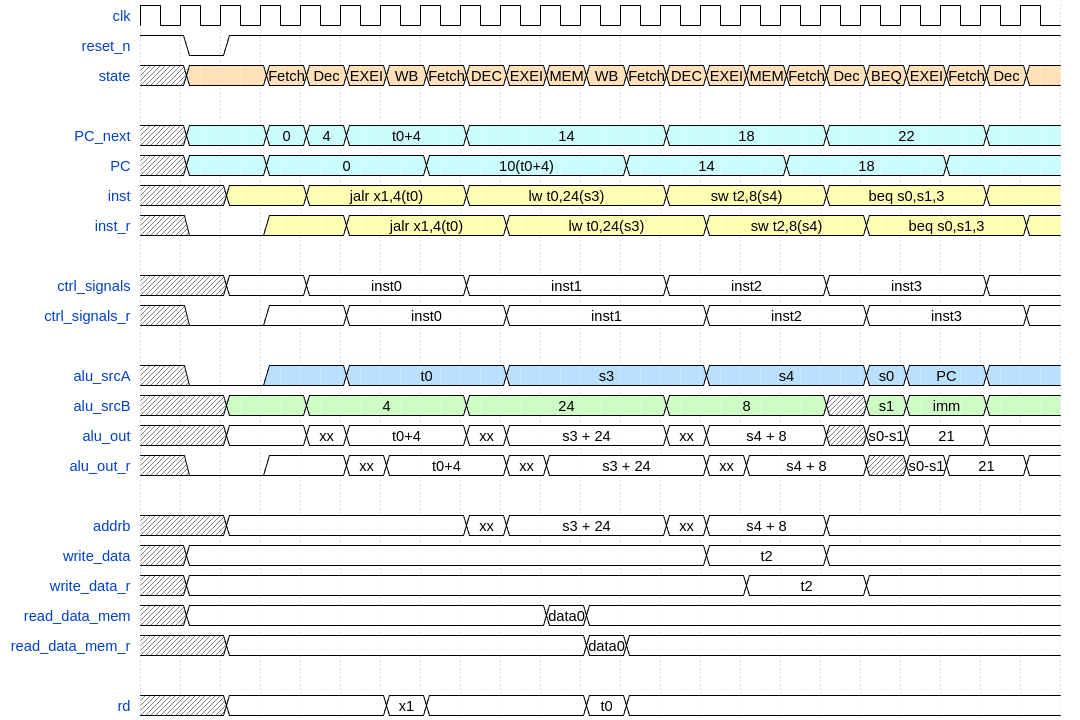 clk
reset_n
state Fetch Dec EXEI WB Fetch DEC EXEI MEM WB Fetch DEC EXEI MEM Fetch Dec BEQ EXEI Fetch Dec
PC_next 0 4 t0+4 14 18 22
PC 0 10(t0+4) 14 18
inst jalr x1,4(t0) lw t0,24(s3) sw t2,8(s4) beq s0,s1,3
inst_r jalr x1,4(t0) lw t0,24(s3) sw t2,8(s4) beq s0,s1,3
ctrl_signals inst0 inst1 inst2 inst3
ctrl_signals_r inst0 inst1 inst2 inst3
alu_srcA t0 s3 s4 s0 PC
alu_srcB 4 24 8 s1 imm
alu_out xx t0+4 xx s3 + 24 xx s4 + 8 s0-s1 21
alu_out_r xx t0+4 xx s3 + 24 xx s4 + 8 s0-s1 21
addrb xx s3 + 24 xx s4 + 8
write_data t2
write_data_r t2
read_data_mem data0
read_data_mem_r data0
rd x1 t0